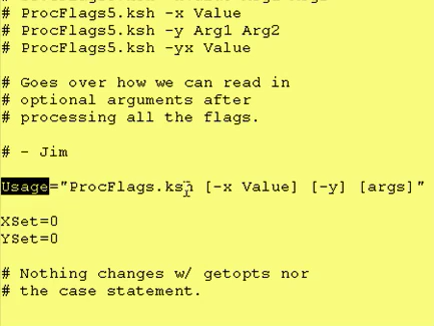 # ProcFlags5.ksh -x Value
# ProcFlags5.ksh -y Arg1 Arg2
# ProcFlags5.ksh -yx Value
# Goes over how we can read in
# optional arguments after
# processing all the flags.
# - Jim
Usage="ProcFlags.ksh [-x Value] [-y] [args]"
XSet=0
YSet=0
# Nothing changes w/ getopts nor
# the case statement.